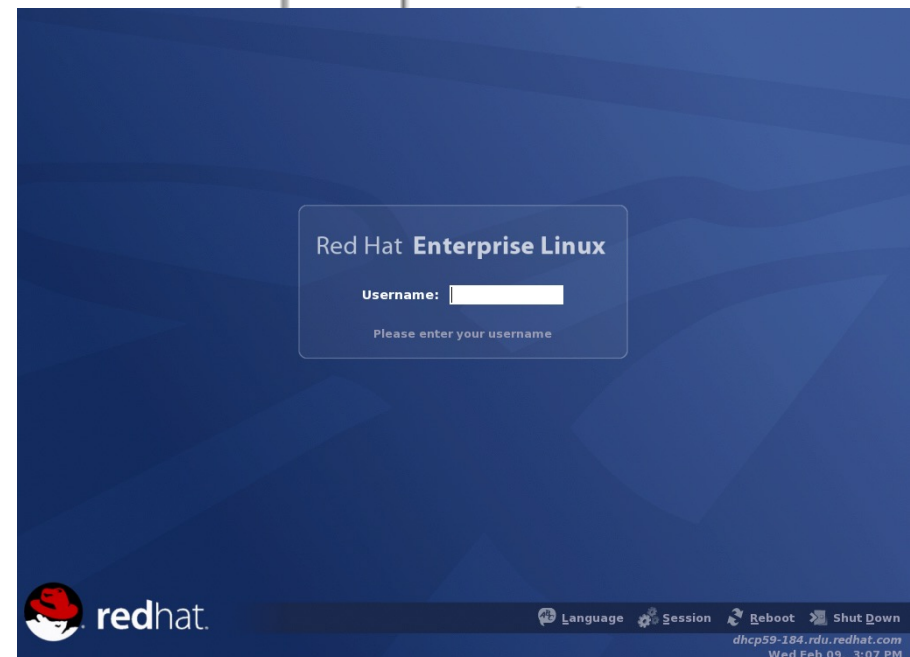 Red Hat Enterprise Linux
Username:
Please enter your username
redhat.
Language Session Reboot Shut Down
dhcp59-184.rdu.redhat.com
Wed Feb 09, 3:07 PM